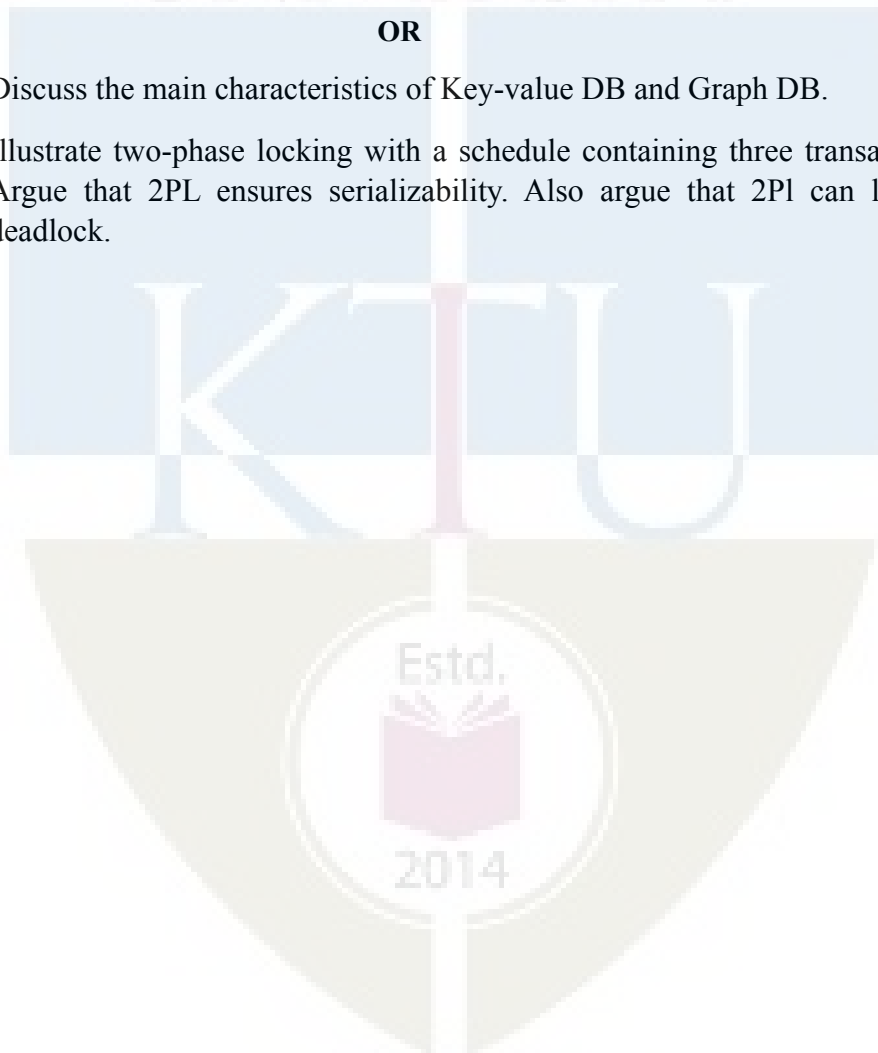 OR
Discuss the main characteristics of Key-value DB and Graph DB.
Illustrate two-phase locking with a schedule containing three
Argue that 2PL ensures serializability. Also argue that 2Pl can
deadlock.
KTU
Estd.
2014